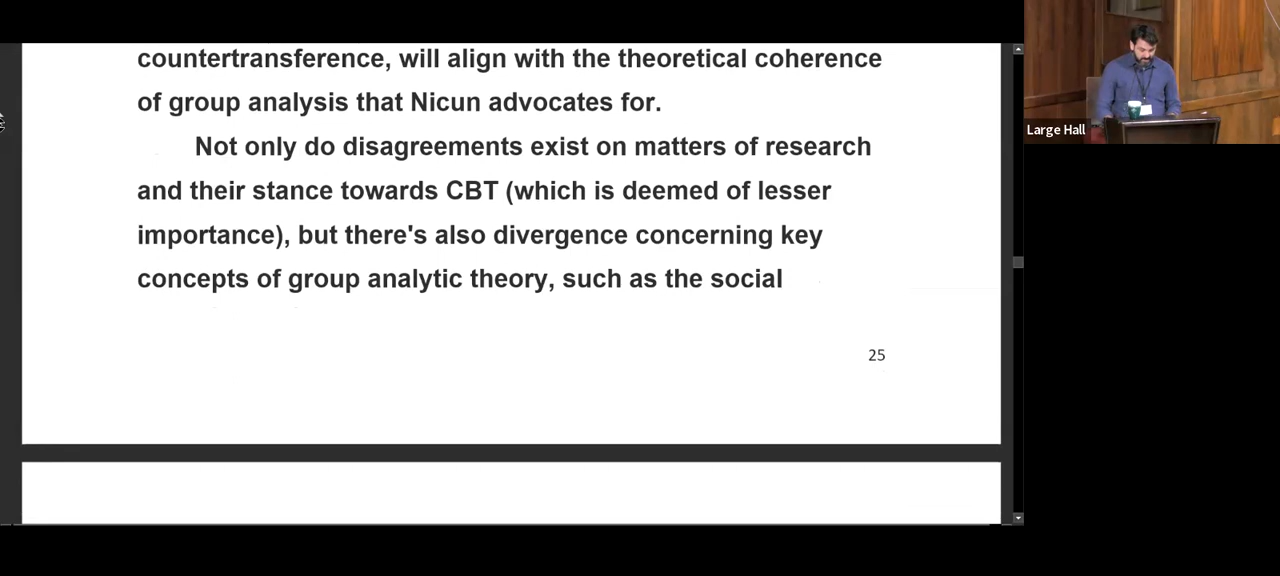 countertransference, will align with the theoretical coherence
of group analysis that Nicun advocates for.
Not only do disagreements exist on matters of research
and their stance towards CBT (which is deemed of lesser
importance), but there's also divergence concerning key
concepts of group analytic theory, such as the social
25
Large Hall